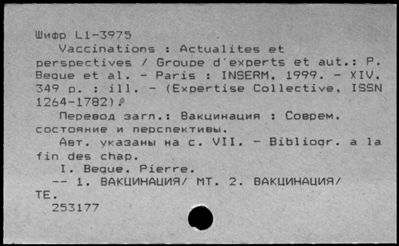 Шифр L1-3975
Vaccinations : Actualites et
perspectives / Groupe d'experts et aut.: P.
Beque et al. - Paris : INSERM, 1999. - XIV,
349 p. : ill. - (Expertise Collective, ISSN
1264-1782)
Перевод загл.: Вакцинация : Соврем.
состояние и перспективы.
Авт. указаны на с. VII. - Bibliogr. a la
fin des chap.
I. Beque, Pierre.
-- 1. ВАКЦИНАЦИЯ/ МТ. 2. ВАКЦИНАЦИЯ/
ТЕ.
253177